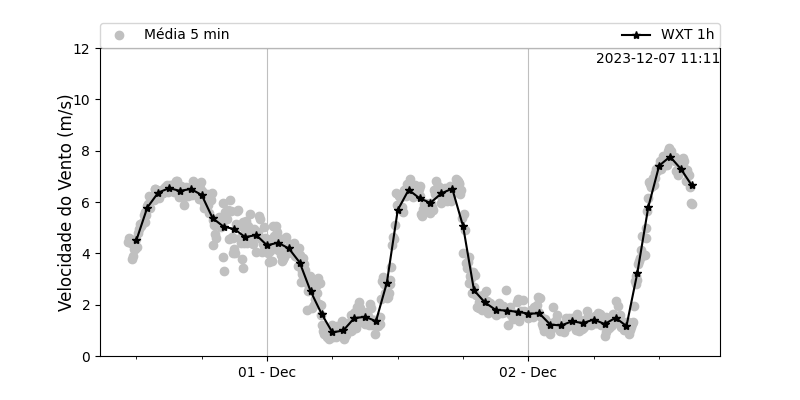 Média 5 min
WXT 1h
2023-12-07 11:11
Velocidade do Vento (m/s)
12
10
8
6
4
2
0
01 - Dec
02 - Dec